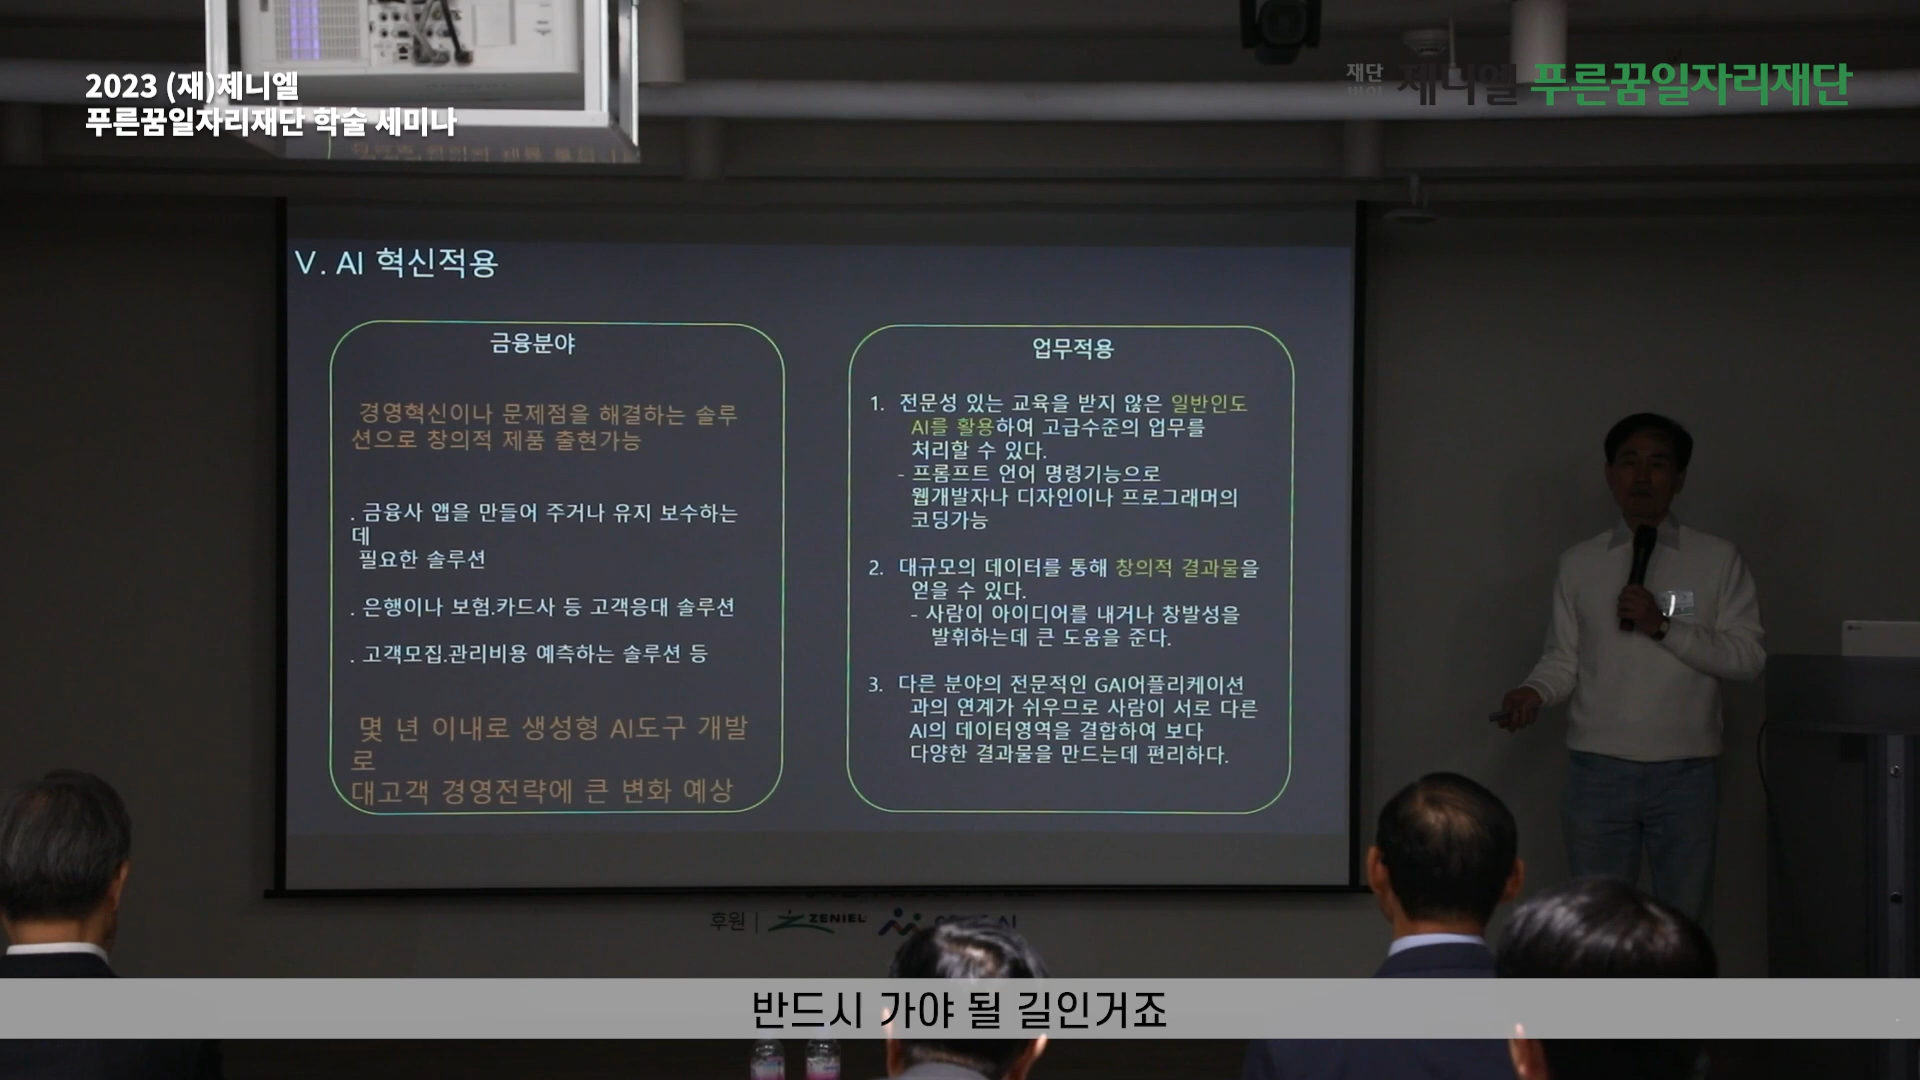 2023 (재)제니엘
푸른꿈일자리재단 학술 세미나
재단
제니엘 푸른꿈일자리재단
Ⅴ. AI 혁신적용
금융분야
경영혁신이나 문제점을 해결하는 솔루
션으로 창의적 제품 출현가능
. 금융사 앱을 만들어 주거나 유지 보수하는
데
필요한 솔루션
. 은행이나 보험.카드사 등 고객응대 솔루션
. 고객모집.관리비용 예측하는 솔루션 등
몇 년 이내로 생성형 AI도구 개발
로
대고객 경영전략에 큰 변화 예상
업무적용
1. 전문성 있는 교육을 받지 않은 일반인도
AI를 활용하여 고급수준의 업무를
처리할 수 있다.
- 프롬프트 언어 명령기능으로
웹개발자나 디자인이나 프로그래머의
코딩가능
2. 대규모의 데이터를 통해 창의적 결과물을
얻을 수 있다.
- 사람이 아이디어를 내거나 창발성을
발휘하는데 큰 도움을 준다.
3. 다른 분야의 전문적인 GAI어플리케이션
과의 연계가 쉬우므로 사람이 서로 다른
AI의 데이터영역을 결합하여 보다
다양한 결과물을 만드는데 편리하다.
후원 | ZENIEL
반드시 가야 될 길인거죠